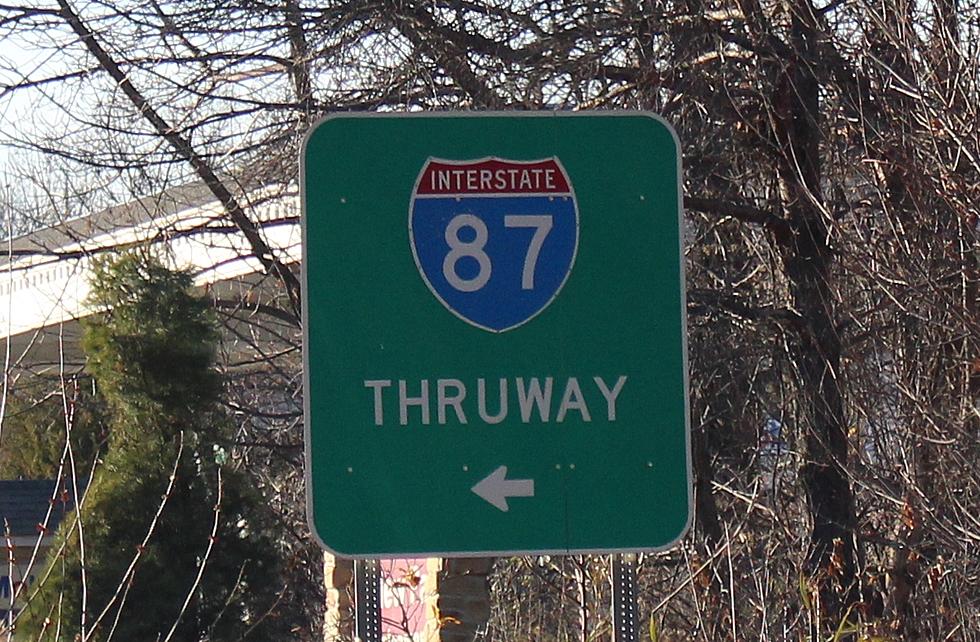 INTERSTATE
87
THRUWAY